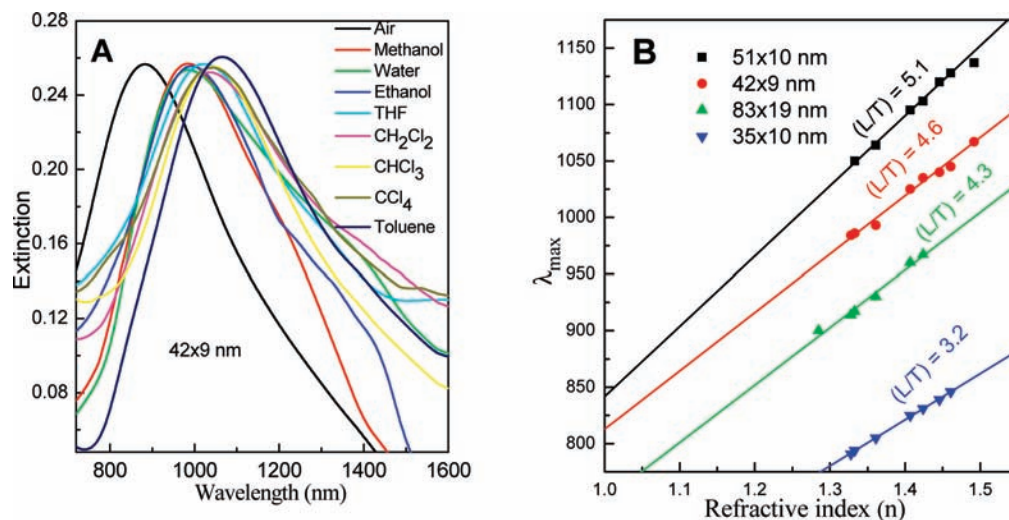 A
Air
Methanol
Water
Ethanol
THF
CH₂Cl₂
CHCl₃
CCl₄
Toluene
42x9 nm
Extinction
0.28
0.24
0.20
0.16
0.12
0.08
800 1000 1200 1400 1600
Wavelength (nm)
B
51x10 nm
42x9 nm
83x19 nm
35x10 nm
(L/T) = 5.1
(L/T) = 4.6
(L/T) = 4.3
(L/T) = 3.2
λmax
1150
1100
1050
1000
950
900
850
800
1.0 1.1 1.2 1.3 1.4 1.5
Refractive index (n)